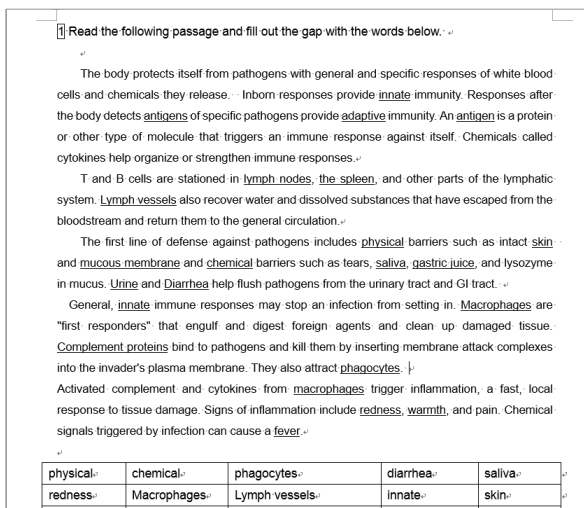 1 Read the following passage and fill out the gap with the words below.
The body protects itself from pathogens with general and specific responses of white blood
cells and chemicals they release. Inborn responses provide innate immunity. Responses after
the body detects antigens of specific pathogens provide adaptive immunity. An antigen is a protein
or other type of molecule that triggers an immune response against itself. Chemicals called
cytokines help organize or strengthen immune responses.
T and B cells are stationed in lymph nodes, the spleen, and other parts of the lymphatic
system. Lymph vessels also recover water and dissolved substances that have escaped from the
bloodstream and return them to the general circulation.
The first line of defense against pathogens includes physical barriers such as intact skin
and mucous membrane and chemical barriers such as tears, saliva, gastric juice, and lysozyme
in mucus. Urine and Diarrhea help flush pathogens from the urinary tract and GI tract.
General, innate immune responses may stop an infection from setting in. Macrophages are
"first responders" that engulf and digest foreign agents and clean up damaged tissue.
Complement proteins bind to pathogens and kill them by inserting membrane attack complexes
into the invader's plasma membrane. They also attract phagocytes.
Activated complement and cytokines from macrophages trigger inflammation, a fast, local
response to tissue damage. Signs of inflammation include redness, warmth, and pain. Chemical
signals triggered by infection can cause a fever.
physical chemical phagocytes diarrhea saliva
redness Macrophages Lymph vessels innate skin